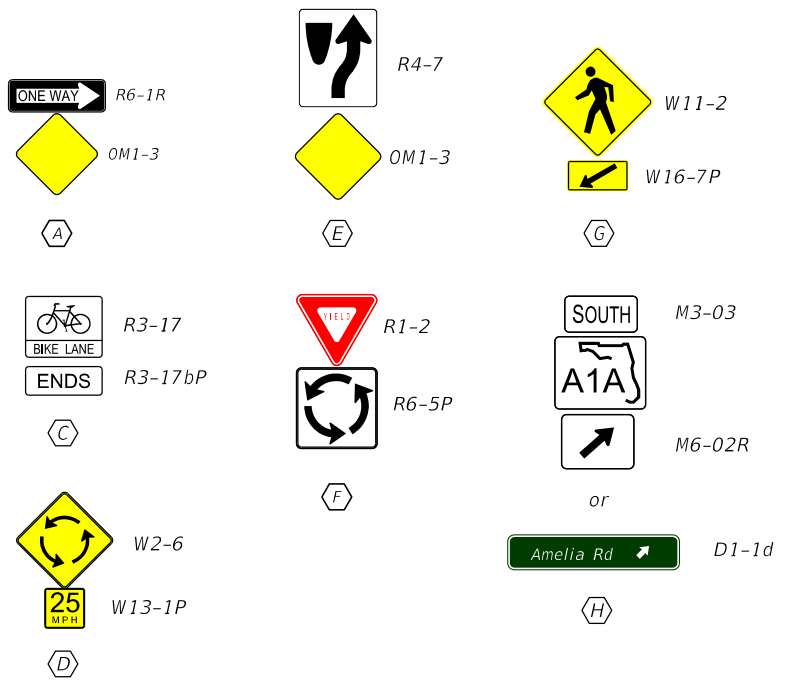 ONE WAY
R6-1R
OM1-3
A
R4-7
OM1-3
E
W11-2
W16-7P
G
BIKE LANE
R3-17
ENDS
R3-17bP
C
YIELD
R1-2
R6-5P
F
SOUTH
M3-03
A1A
M6-02R
or
Amelia Rd
D1-1d
H
W2-6
25
MPH
W13-1P
D